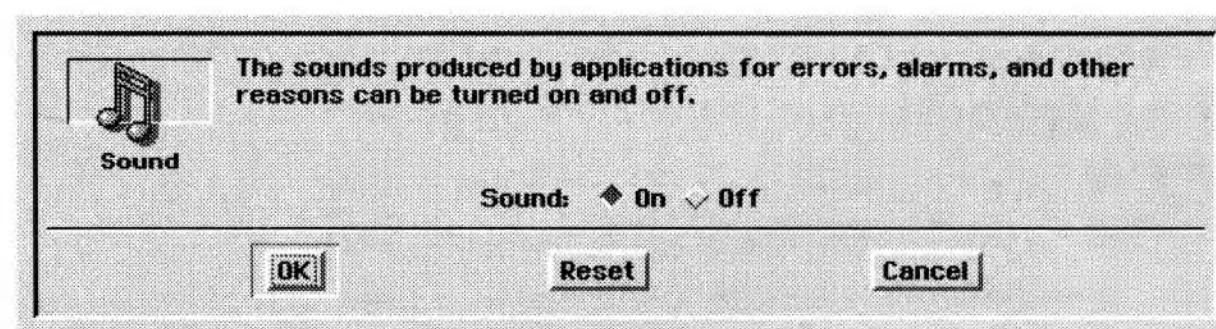 The sounds produced by applications for errors, alarms, and other
reasons can be turned on and off.
Sound
Sound: On Off
OK Reset Cancel